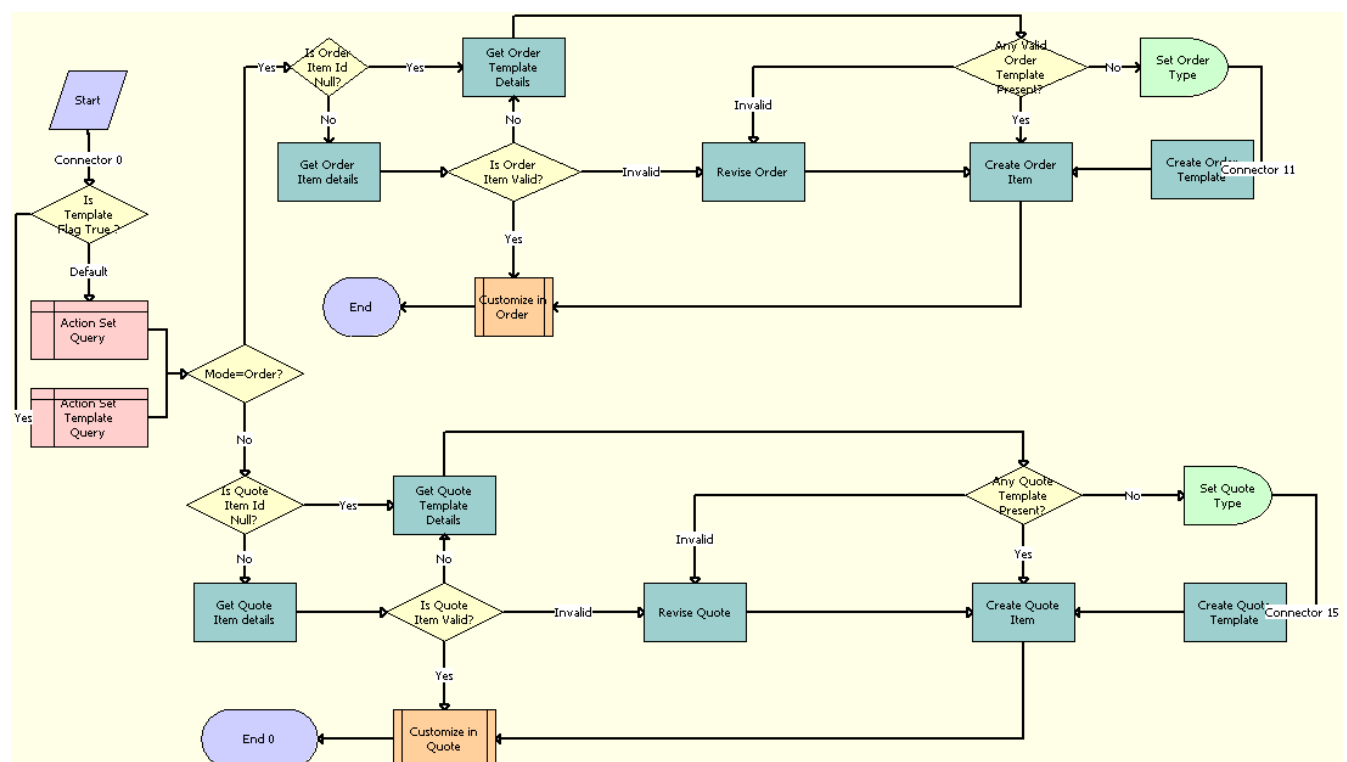 Start
Connector 0
Is
Template
Flag True ?
Default
Yes
Action Set
Query
Action Set
Template
Query
Mode=Order?
Yes
Is Order
Item Id
Null?
Yes
Get Order
Template
Details
No
No
Get Order
Item details
Is Order
Item Valid?
Invalid
Yes
Revise Order
Invalid
Any Valid
Order
Template
Present?
No
Set Order
Type
Yes
Create Order
Item
Create Order
Template
Connector 11
Customize in
Order
End
No
Is Quote
Item Id
Null?
Yes
Get Quote
Template
Details
No
No
Get Quote
Item details
Is Quote
Item Valid?
Invalid
Yes
Revise Quote
Invalid
Any Quote
Template
Present?
No
Set Quote
Type
Yes
Create Quote
Item
Create Quote
Template
Connector 15
Customize in
Quote
End 0